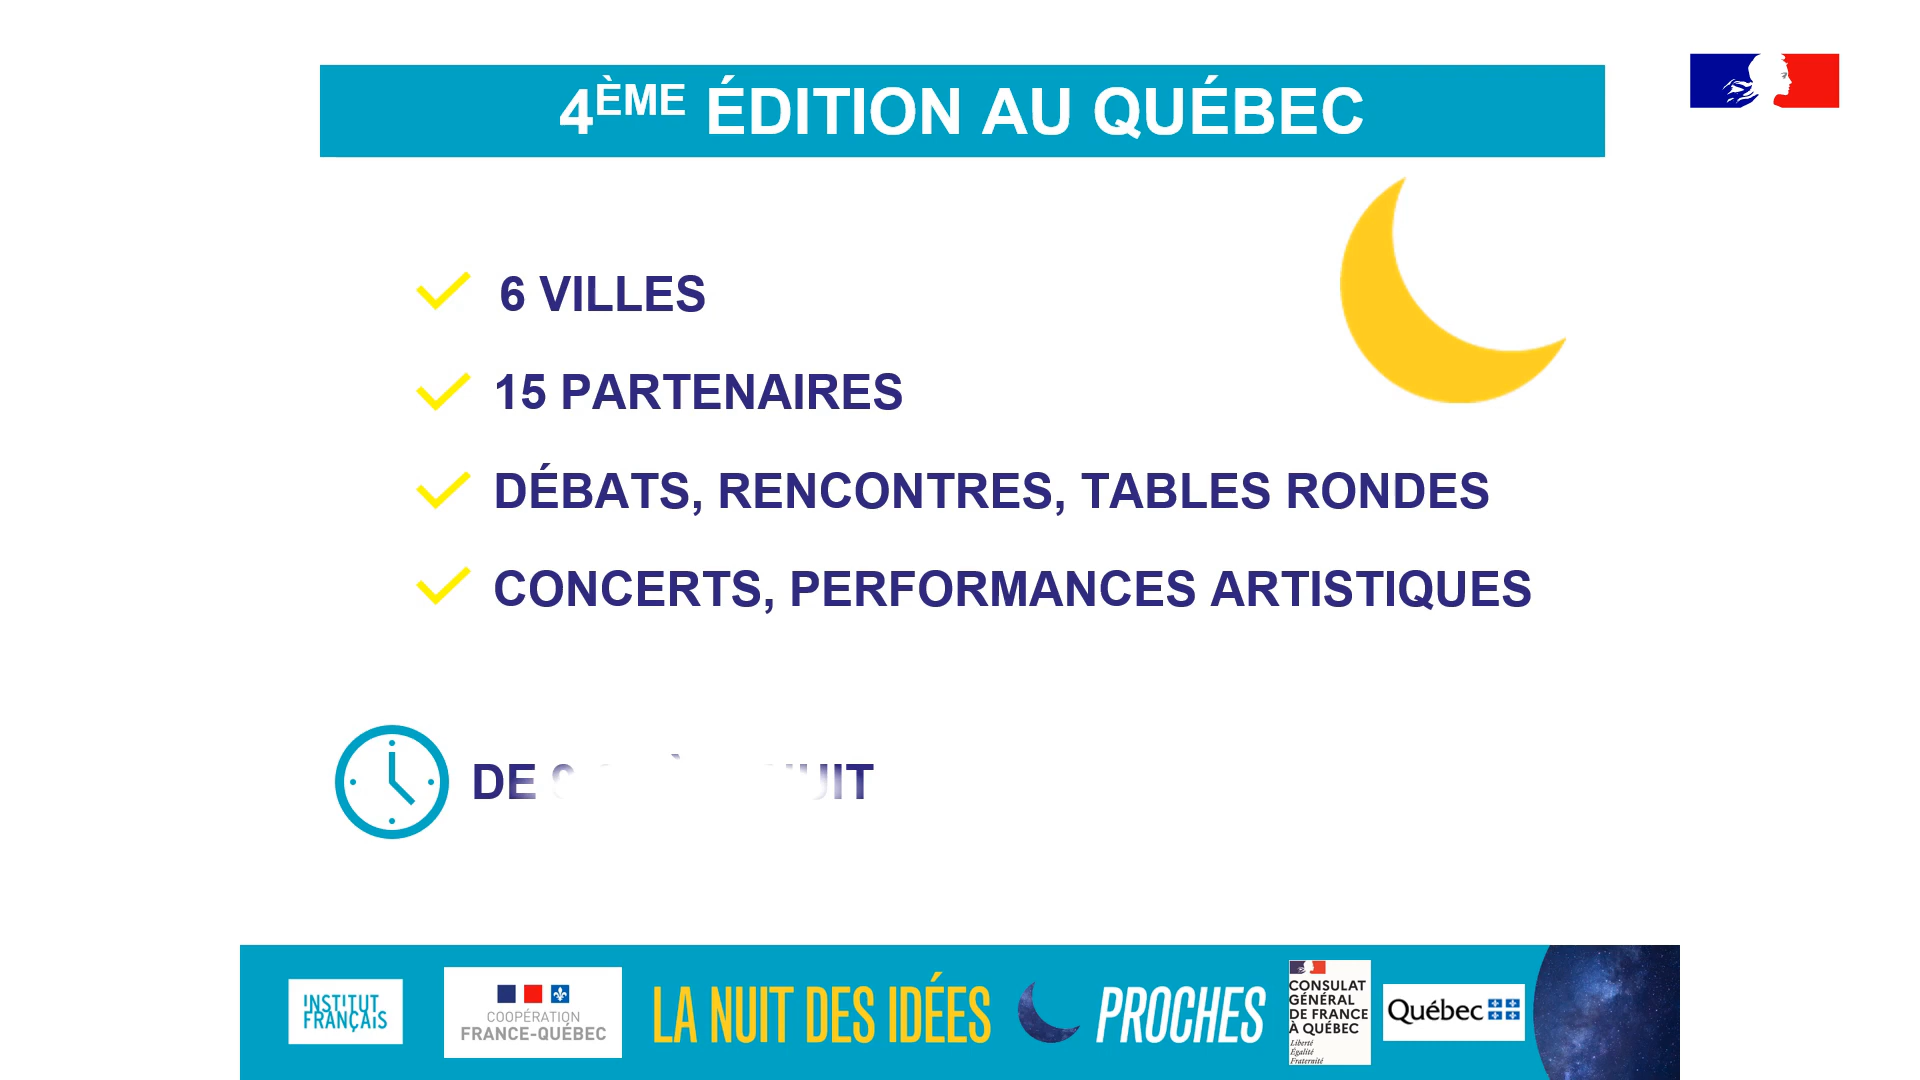 4ÈME ÉDITION AU QUÉBEC
6 VILLES
15 PARTENAIRES
DÉBATS, RENCONTRES, TABLES RONDES
CONCERTS, PERFORMANCES ARTISTIQUES
DE
INSTITUT
FRANÇAIS
COOPÉRATION
FRANCE-QUÉBEC
LA NUIT DES IDÉES PROCHES
CONSULAT
GÉNÉRAL
DE FRANCE
À QUÉBEC
Liberté
Égalité
Fraternité
Québec